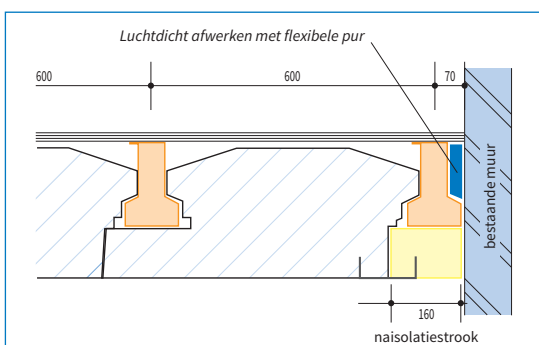 Luchtdicht afwerken met flexibele pur
600 600 70
bestaande muur
160
naisolatiestrook